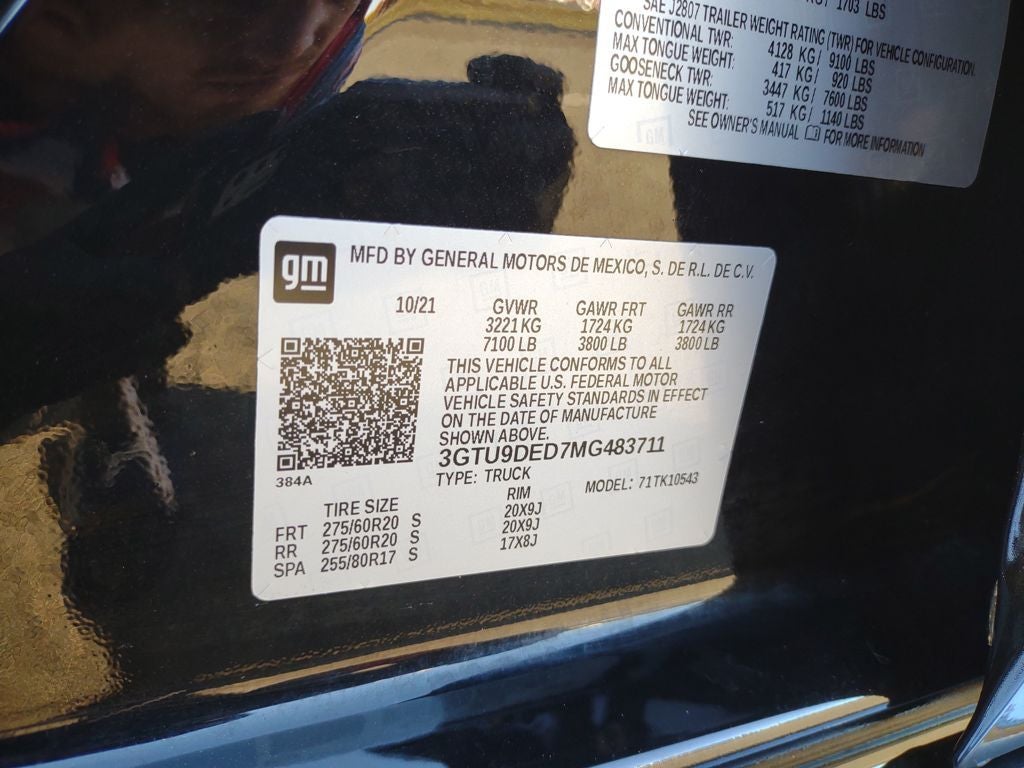 1703 LBS
SAE J2807 TRAILER WEIGHT RATING (TWR) FOR VEHICLE CONFIGURATION.
CONVENTIONAL TWR: 4128 KG/ 9100 LBS
MAX TONGUE WEIGHT: 417 KG/ 920 LBS
GOOSENECK TWR: 3447 KG/ 7600 LBS
MAX TONGUE WEIGHT: 517 KG/ 1140 LBS
SEE OWNER'S MANUAL FOR MORE INFORMATION
gm
MFD BY GENERAL MOTORS DE MEXICO, S. DE R.L. DE C.V.
10/21 GVWR GAWR FRT GAWR RR
3221 KG 1724 KG 1724 KG
7100 LB 3800 LB 3800 LB
THIS VEHICLE CONFORMS TO ALL
APPLICABLE U.S. FEDERAL MOTOR
VEHICLE SAFETY STANDARDS IN EFFECT
ON THE DATE OF MANUFACTURE
SHOWN ABOVE.
3GTU9DED7MG483711
TYPE: TRUCK MODEL: 71TK10543
384A
TIRE SIZE RIM
FRT 275/60R20 S 20X9J
RR 275/60R20 S 20X9J
SPA 255/80R17 S 17X8J